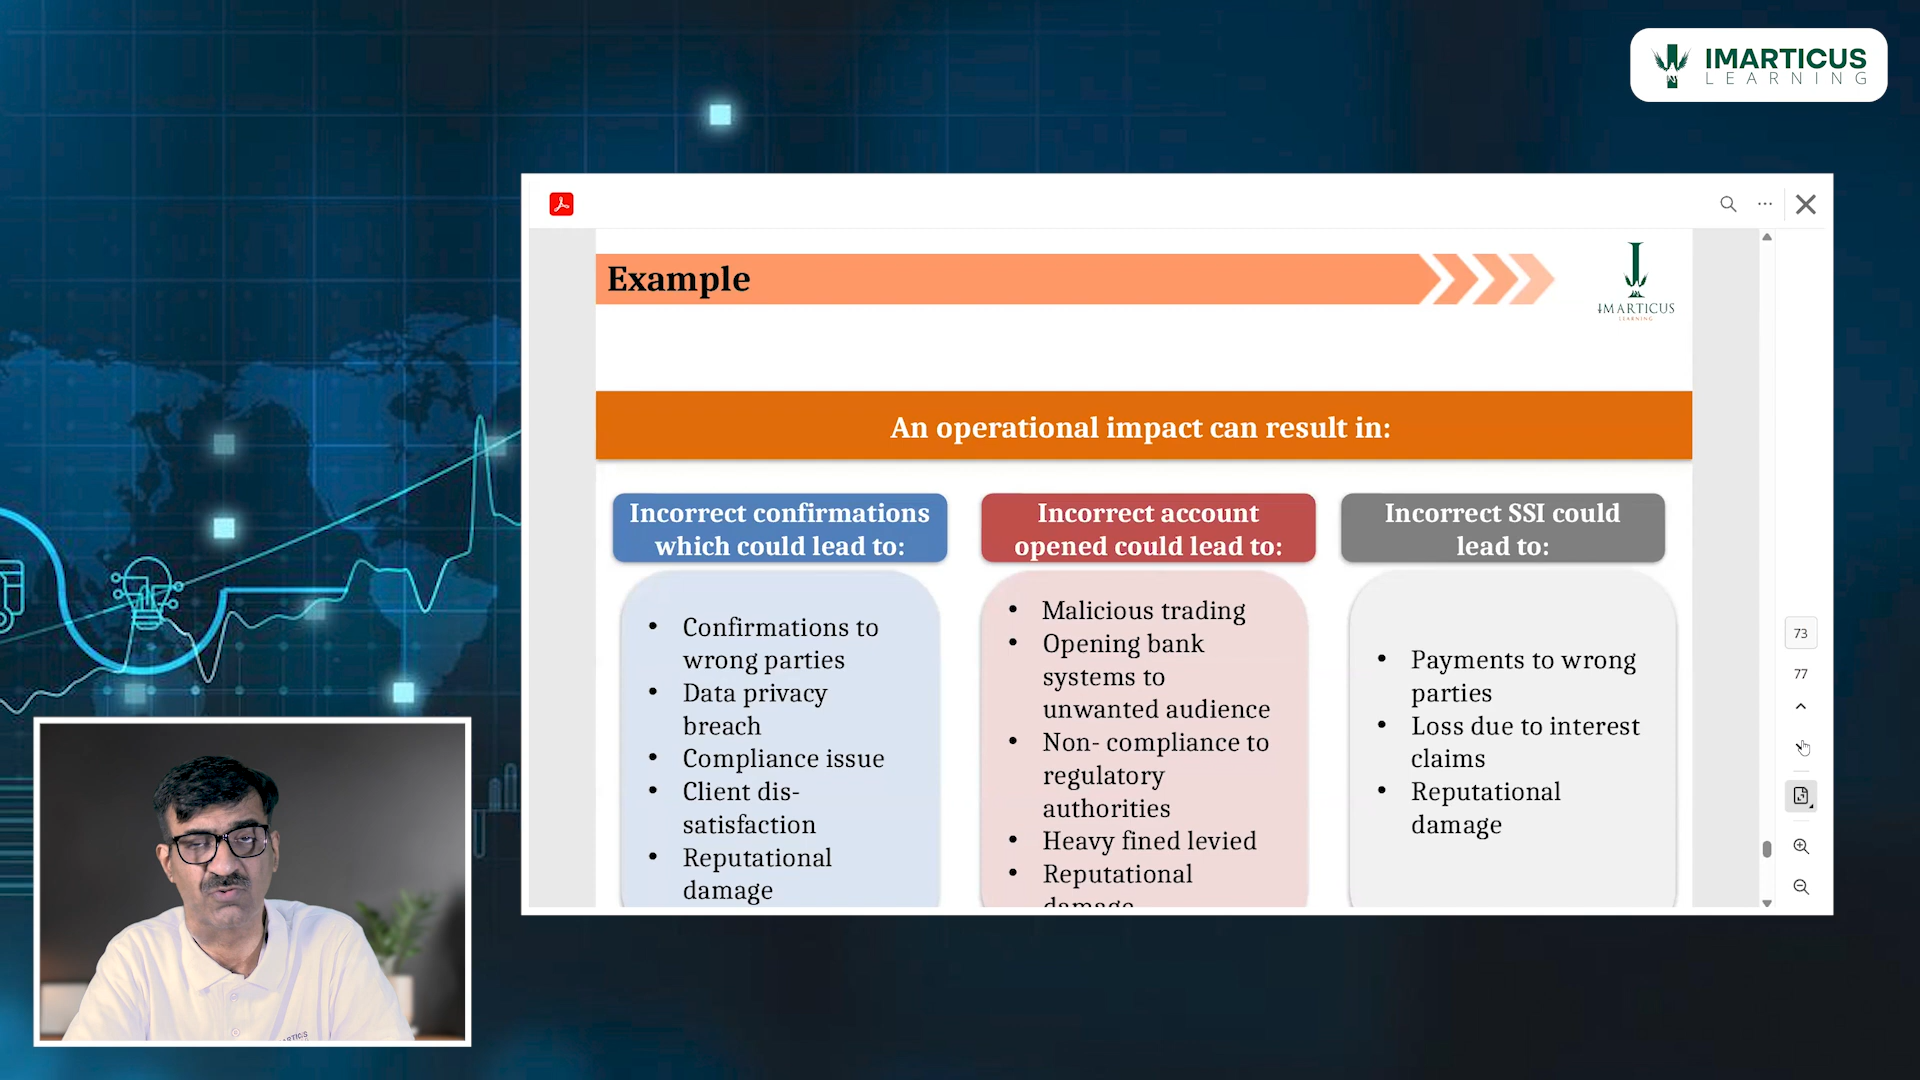 IMARTICUS
LEARNING
Example
IMARTICUS
LEARNING
An operational impact can result in:
Incorrect confirmations
which could lead to:
• Confirmations to
wrong parties
• Data privacy
breach
• Compliance issue
• Client dis-
satisfaction
• Reputational
damage
Incorrect account
opened could lead to:
• Malicious trading
• Opening bank
systems to
unwanted audience
• Non- compliance to
regulatory
authorities
• Heavy fined levied
• Reputational
damage
Incorrect SSI could
lead to:
• Payments to wrong
parties
• Loss due to interest
claims
• Reputational
damage
73
77